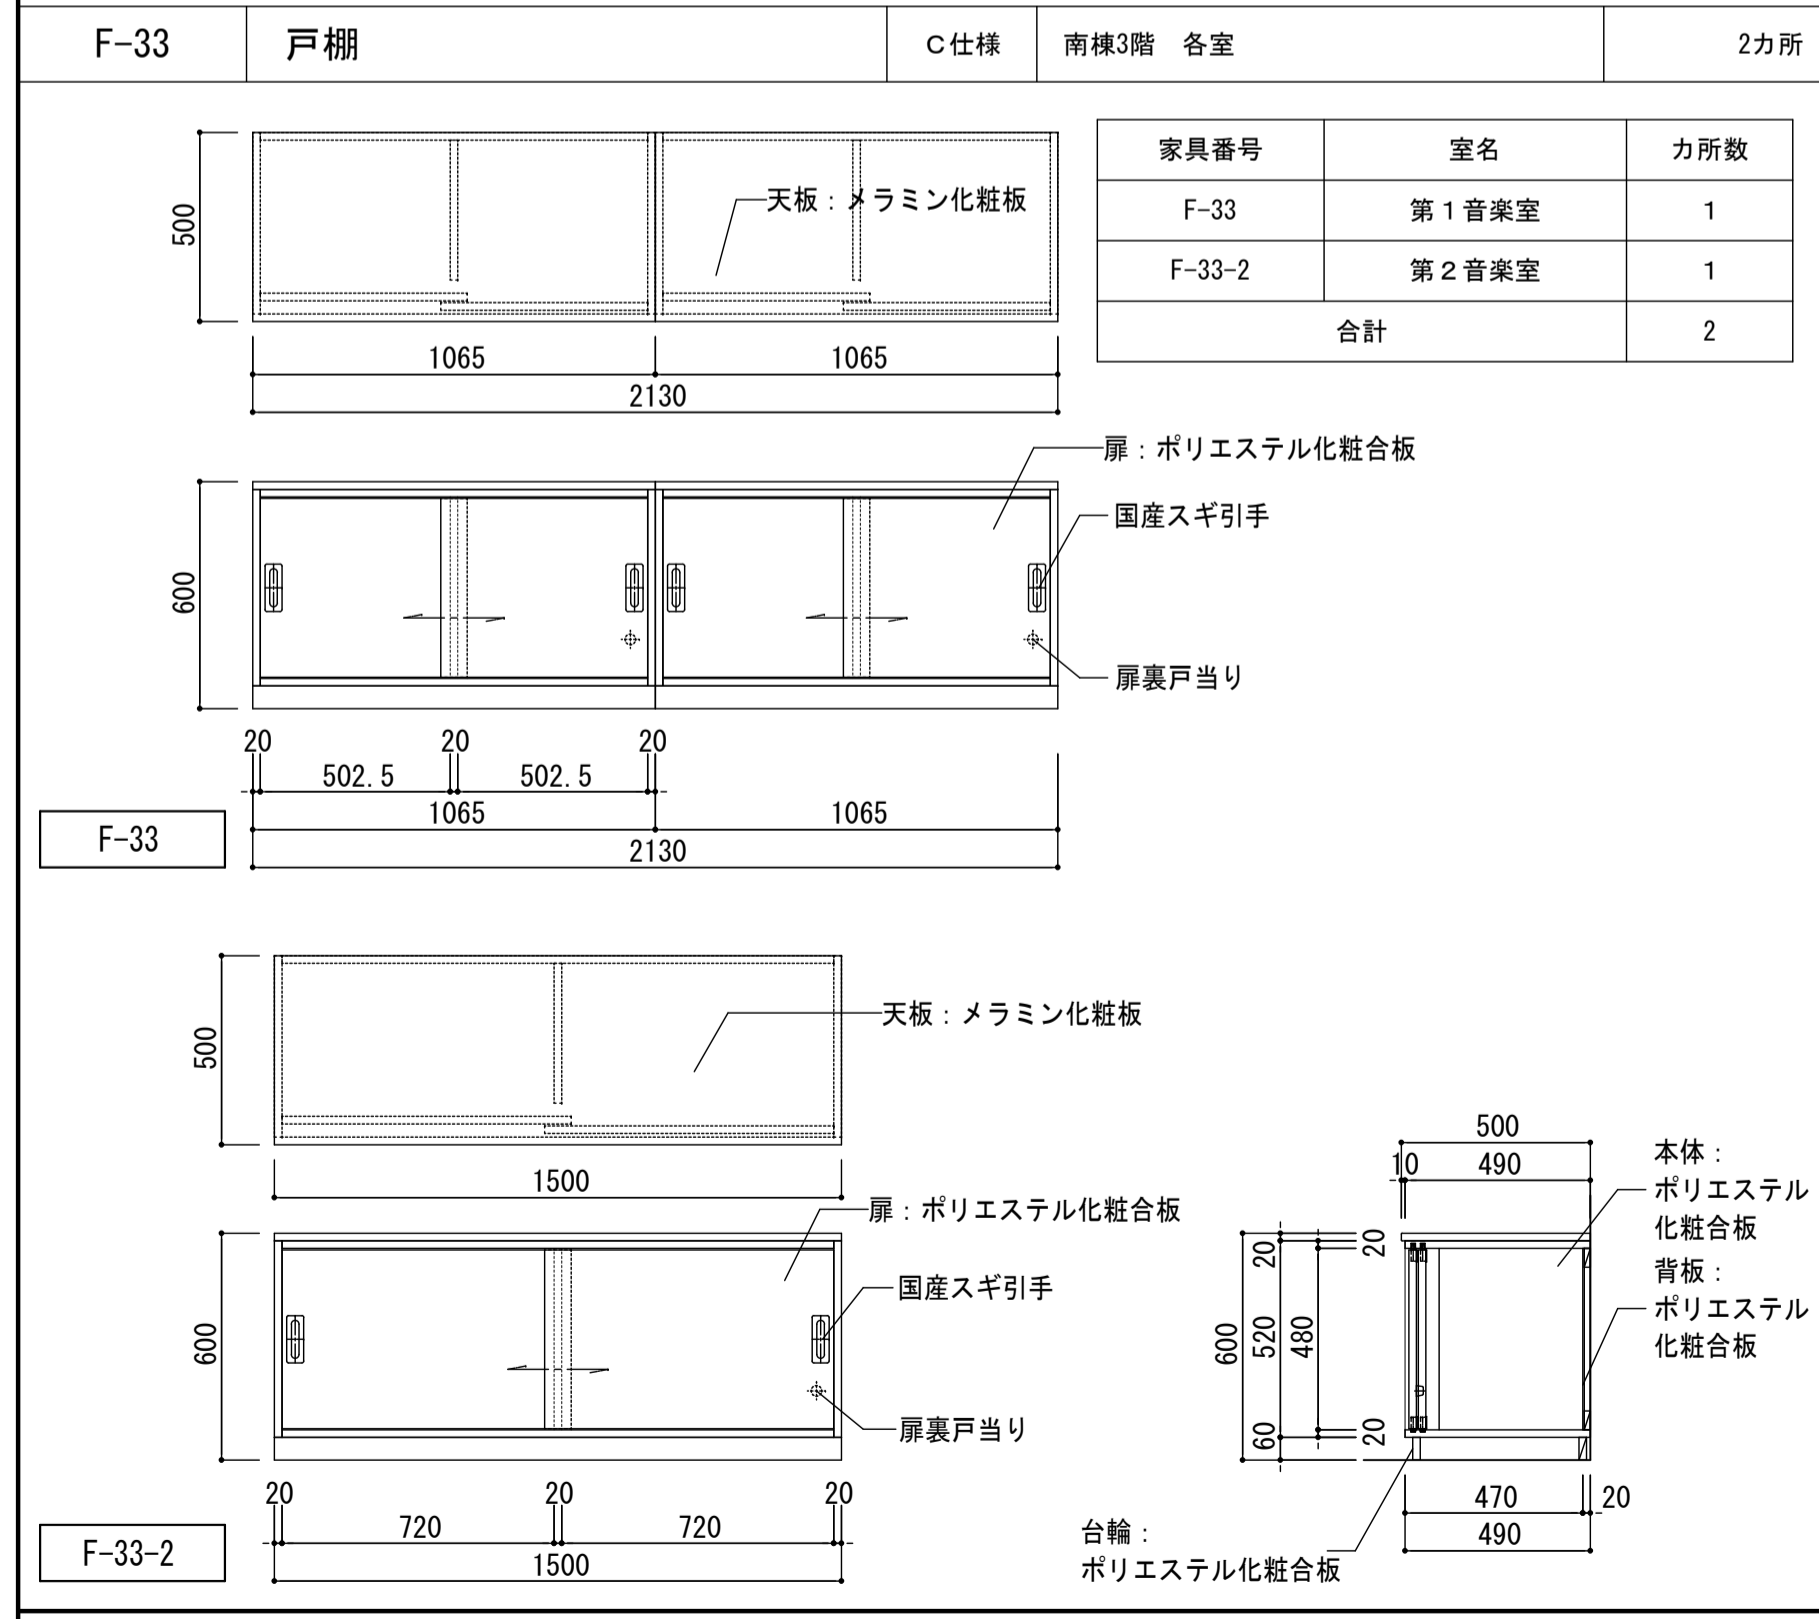 F-33 戸棚 C仕様 南棟3階 各室 2カ所
家具番号 室名 カ所数
F-33 第1音楽室 1
F-33-2 第2音楽室 1
合計 2
500
天板：メラミン化粧板
1065 1065
2130
扉：ポリエステル化粧合板
国産スギ引手
600
扉裏戸当り
20 20 20
502.5 502.5
1065 1065
2130
F-33
500
天板：メラミン化粧板
1500
扉：ポリエステル化粧合板
国産スギ引手
600
扉裏戸当り
20 20 20
720 720
1500
F-33-2
500
10 490
本体：
ポリエステル
化粧合板
背板：
ポリエステル
化粧合板
20 20
600 520 480
60 20
470 20
490
台輪：
ポリエステル化粧合板